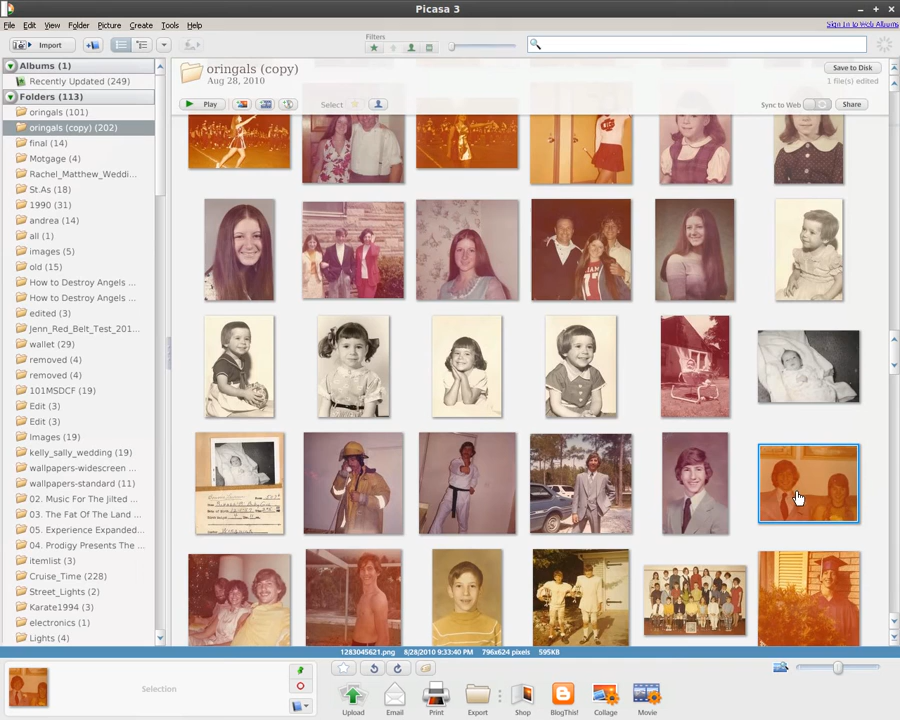 Picasa 3
File Edit View Folder Picture Create Tools Help
Sign In to Web Albums
Import
Filters
Albums (1)
Recently Updated (249)
Folders (113)
oringals (101)
oringals (copy) (202)
final (14)
Motgage (4)
Rachel_Matthew_Weddi...
St.As (18)
1990 (31)
andrea (14)
all (1)
images (5)
old (15)
How to Destroy Angels ...
How to Destroy Angels ...
edited (3)
Jenn_Red_Belt_Test_201...
wallet (29)
removed (4)
removed (4)
101MSDCF (19)
Edit (3)
Edit (3)
Images (19)
kelly_sally_wedding (19)
wallpapers-widescreen ...
wallpapers-standard (11)
02. Music For The Jilted ...
03. The Fat Of The Land ...
05. Experience Expanded...
04. Prodigy Presents The ...
itemlist (3)
Cruise_Time (228)
Street_Lights (2)
Karate1994 (3)
electronics (1)
Lights (4)
oringals (copy)
Aug 28, 2010
Save to Disk
1 file(s) edited
Play
Select
Sync to Web
Share
1283045621.png 8/28/2010 9:33:40 PM 796x624 pixels 595KB
Selection
Upload Email Print Export Shop BlogThis! Collage Movie